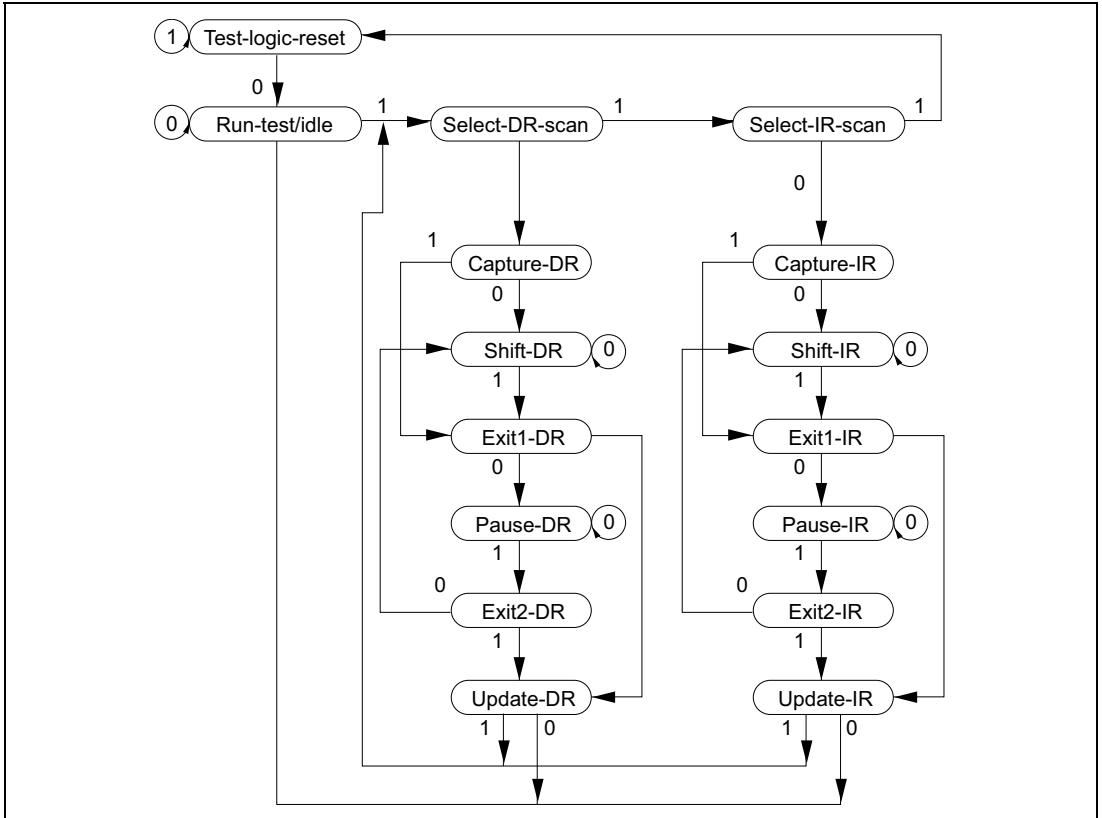 1 Test-logic-reset
0
0 Run-test/idle 1 Select-DR-scan 1 Select-IR-scan 1
0
1 1
Capture-DR Capture-IR
0 0
Shift-DR 0 Shift-IR 0
1 1
Exit1-DR Exit1-IR
0 0
Pause-DR 0 Pause-IR 0
1 1
0 0
Exit2-DR Exit2-IR
1 1
Update-DR Update-IR
1 0 1 0